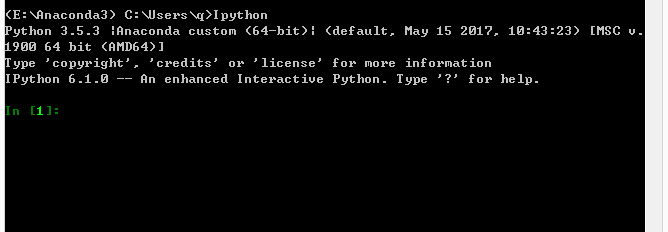 (E:\Anaconda3) C:\Users\q>Ipython
Python 3.5.3 |Anaconda custom (64-bit)| (default, May 15 2017, 10:43:23) [MSC v.
1900 64 bit (AMD64)]
Type 'copyright', 'credits' or 'license' for more information
IPython 6.1.0 -- An enhanced Interactive Python. Type '?' for help.
In [1]: